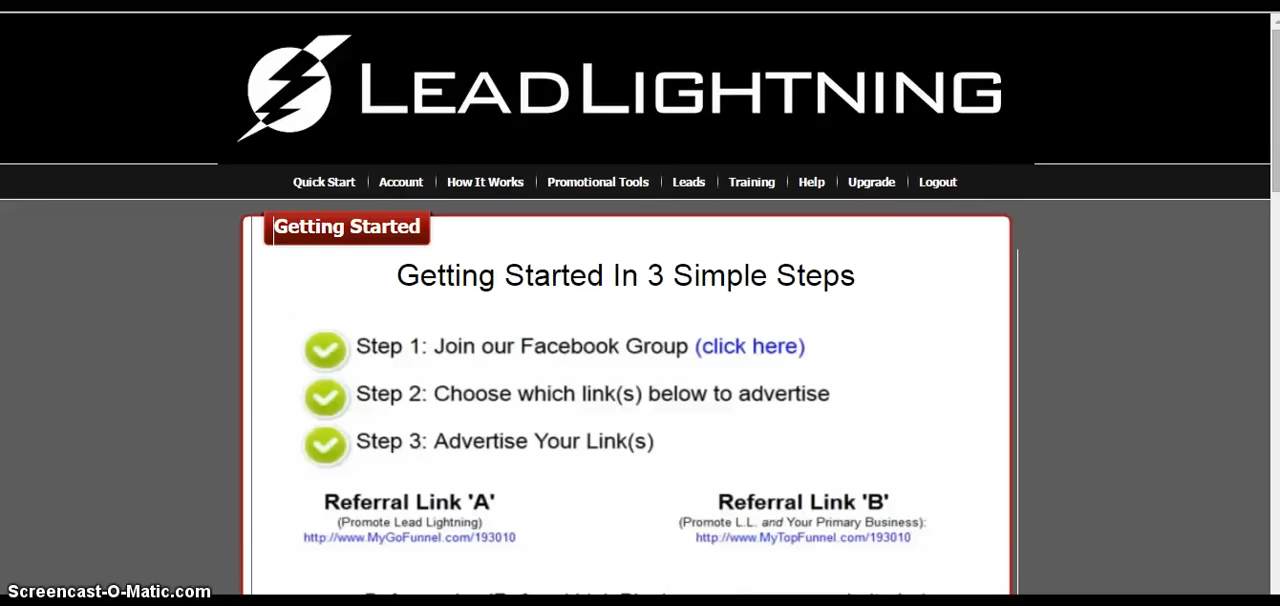 LEADLIGHTNING
Quick Start Account How It Works Promotional Tools Leads Training Help Upgrade Logout
Getting Started
Getting Started In 3 Simple Steps
Step 1: Join our Facebook Group (click here)
Step 2: Choose which link(s) below to advertise
Step 3: Advertise Your Link(s)
Referral Link 'A'
(Promote Lead Lightning)
http://www.MyGoFunnel.com/193010
Referral Link 'B'
(Promote L.L. and Your Primary Business):
http://www.MyTopFunnel.com/193010
Screencast-O-Matic.com